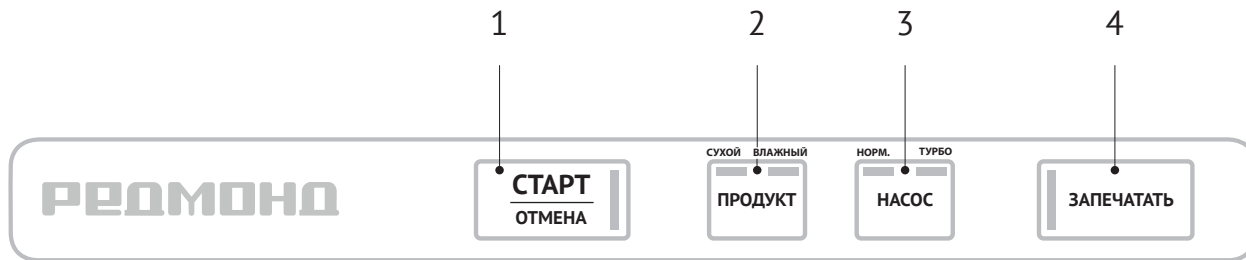 1 2 3 4
СУХОЙ ВЛАЖНЫЙ НОРМ. ТУРБО
РЕДМОНД
СТАРТ
ОТМЕНА
ПРОДУКТ
НАСОС
ЗАПЕЧАТАТЬ